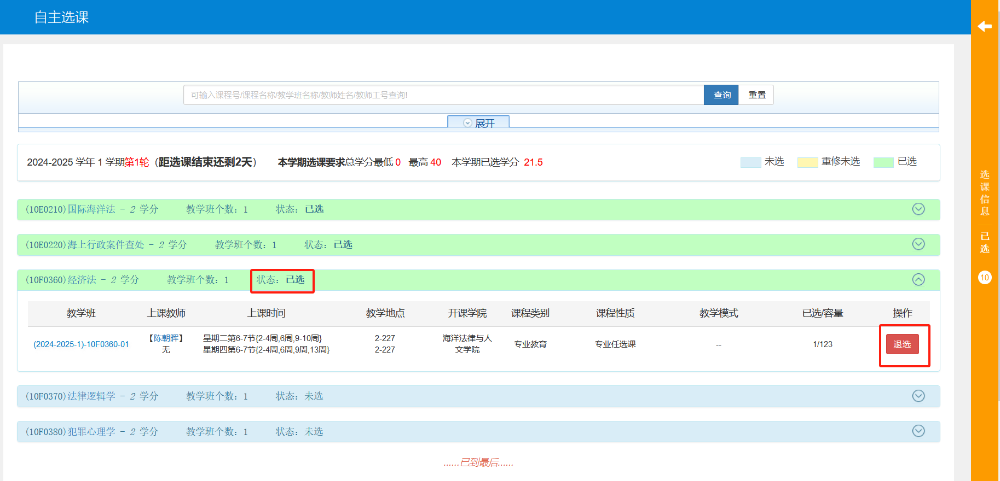 自主选课
可输入课程号/课程名称/教学班名称/教师姓名/教师工号查询!
查询 重置
展开
2024-2025 学年 1 学期第1轮（距选课结束还剩2天） 本学期选课要求总学分最低 0 最高 40 本学期已选学分 21.5
未选 重修未选 已选
(10E0210)国际海洋法 - 2 学分 教学班个数：1 状态：已选
(10E0220)海上行政案件查处 - 2 学分 教学班个数：1 状态：已选
(10F0360)经济法 - 2 学分 教学班个数：1 状态：已选
教学班 上课教师 上课时间 教学地点 开课学院 课程类别 课程性质 教学模式 已选/容量 操作
(2024-2025-1)-10F0360-01 【陈朝晖】 星期二第6-7节{2-4周,6周,9-10周} 2-227 海洋法律与人 专业教育 专业任选课 -- 1/123 退选
无 星期四第6-7节{2-4周,6周,9周,13周} 2-227 文学院
(10F0370)法律逻辑学 - 2 学分 教学班个数：1 状态：未选
(10F0380)犯罪心理学 - 2 学分 教学班个数：1 状态：未选
......已到最后......
选课信息
已选
10